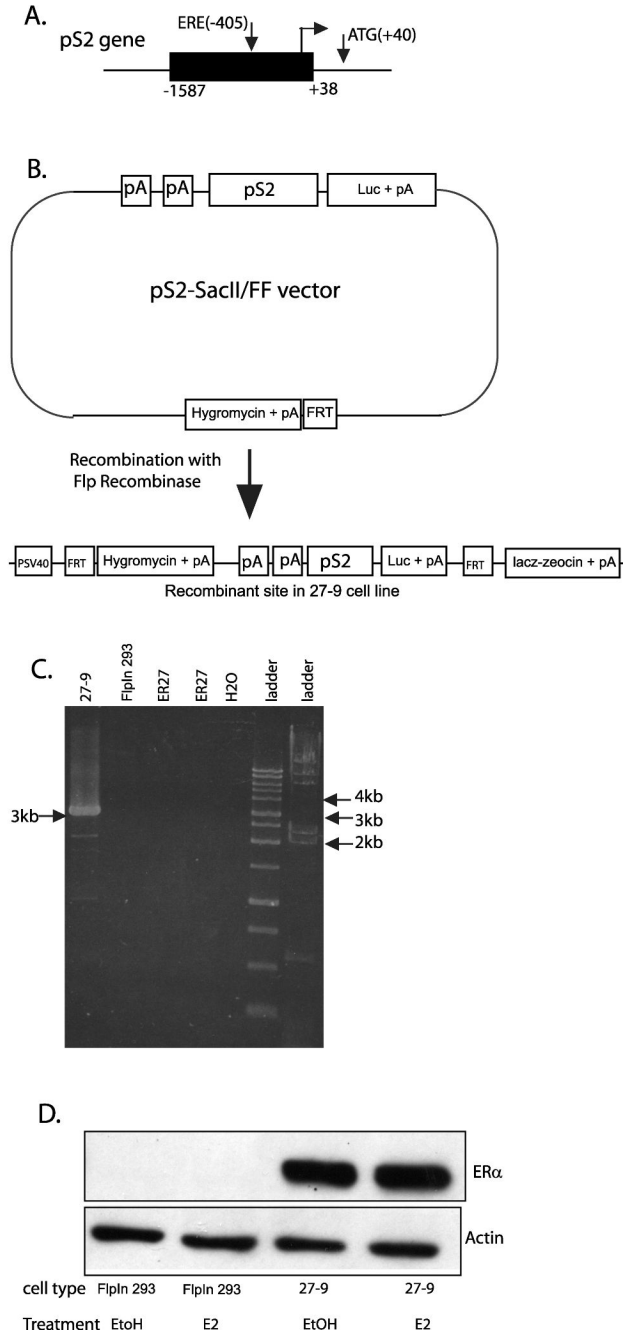 A.
pS2 gene
ERE(-405)
ATG(+40)
-1587
+38
B.
pA
pA
pS2
Luc + pA
pS2-SacII/FF vector
Hygromycin + pA
FRT
Recombination with
Flp Recombinase
PSV40
FRT
Hygromycin + pA
pA
pA
pS2
Luc + pA
FRT
lacz-zeocin + pA
Recombinant site in 27-9 cell line
C.
27-9
FlpIn 293
ER27
ER27
H2O
ladder
ladder
3kb
4kb
3kb
2kb
D.
ERα
Actin
cell type FlpIn 293 FlpIn 293 27-9 27-9
Treatment EtoH E2 EtOH E2